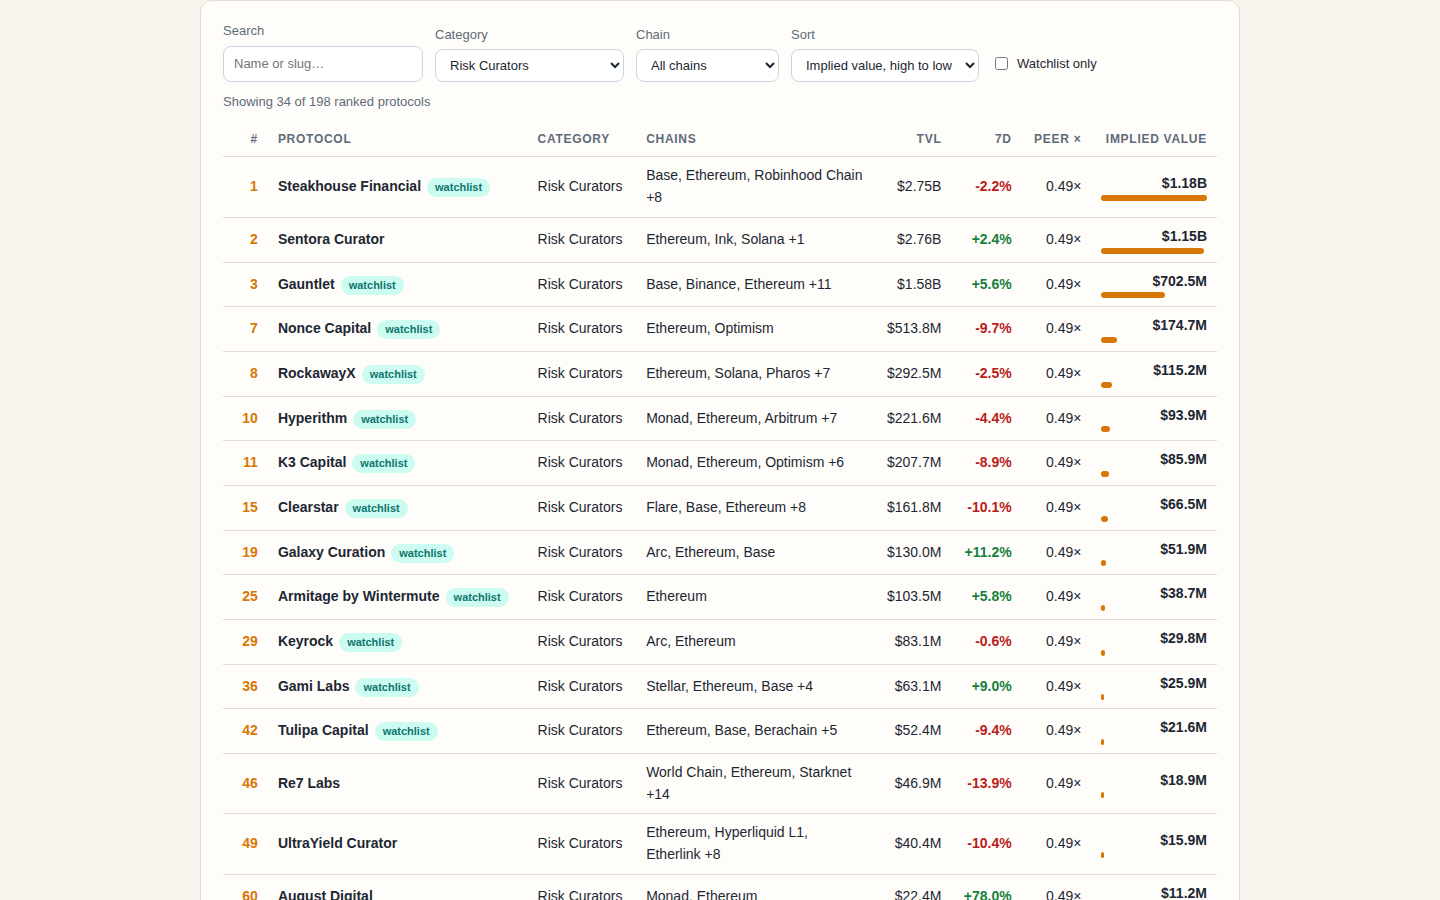 Search
Category
Chain
Sort
Name or slug…
Risk Curators
All chains
Implied value, high to low
Watchlist only
Showing 34 of 198 ranked protocols
# PROTOCOL CATEGORY CHAINS TVL 7D PEER × IMPLIED VALUE
1 Steakhouse Financial watchlist Risk Curators Base, Ethereum, Robinhood Chain +8 $2.75B -2.2% 0.49× $1.18B
2 Sentora Curator Risk Curators Ethereum, Ink, Solana +1 $2.76B +2.4% 0.49× $1.15B
3 Gauntlet watchlist Risk Curators Base, Binance, Ethereum +11 $1.58B +5.6% 0.49× $702.5M
7 Nonce Capital watchlist Risk Curators Ethereum, Optimism $513.8M -9.7% 0.49× $174.7M
8 RockawayX watchlist Risk Curators Ethereum, Solana, Pharos +7 $292.5M -2.5% 0.49× $115.2M
10 Hyperithm watchlist Risk Curators Monad, Ethereum, Arbitrum +7 $221.6M -4.4% 0.49× $93.9M
11 K3 Capital watchlist Risk Curators Monad, Ethereum, Optimism +6 $207.7M -8.9% 0.49× $85.9M
15 Clearstar watchlist Risk Curators Flare, Base, Ethereum +8 $161.8M -10.1% 0.49× $66.5M
19 Galaxy Curation watchlist Risk Curators Arc, Ethereum, Base $130.0M +11.2% 0.49× $51.9M
25 Armitage by Wintermute watchlist Risk Curators Ethereum $103.5M +5.8% 0.49× $38.7M
29 Keyrock watchlist Risk Curators Arc, Ethereum $83.1M -0.6% 0.49× $29.8M
36 Gami Labs watchlist Risk Curators Stellar, Ethereum, Base +4 $63.1M +9.0% 0.49× $25.9M
42 Tulipa Capital watchlist Risk Curators Ethereum, Base, Berachain +5 $52.4M -9.4% 0.49× $21.6M
46 Re7 Labs Risk Curators World Chain, Ethereum, Starknet +14 $46.9M -13.9% 0.49× $18.9M
49 UltraYield Curator Risk Curators Ethereum, Hyperliquid L1, Etherlink +8 $40.4M -10.4% 0.49× $15.9M
60 August Digital Risk Curators Monad, Ethereum $22.4M +78.0% 0.49× $11.2M